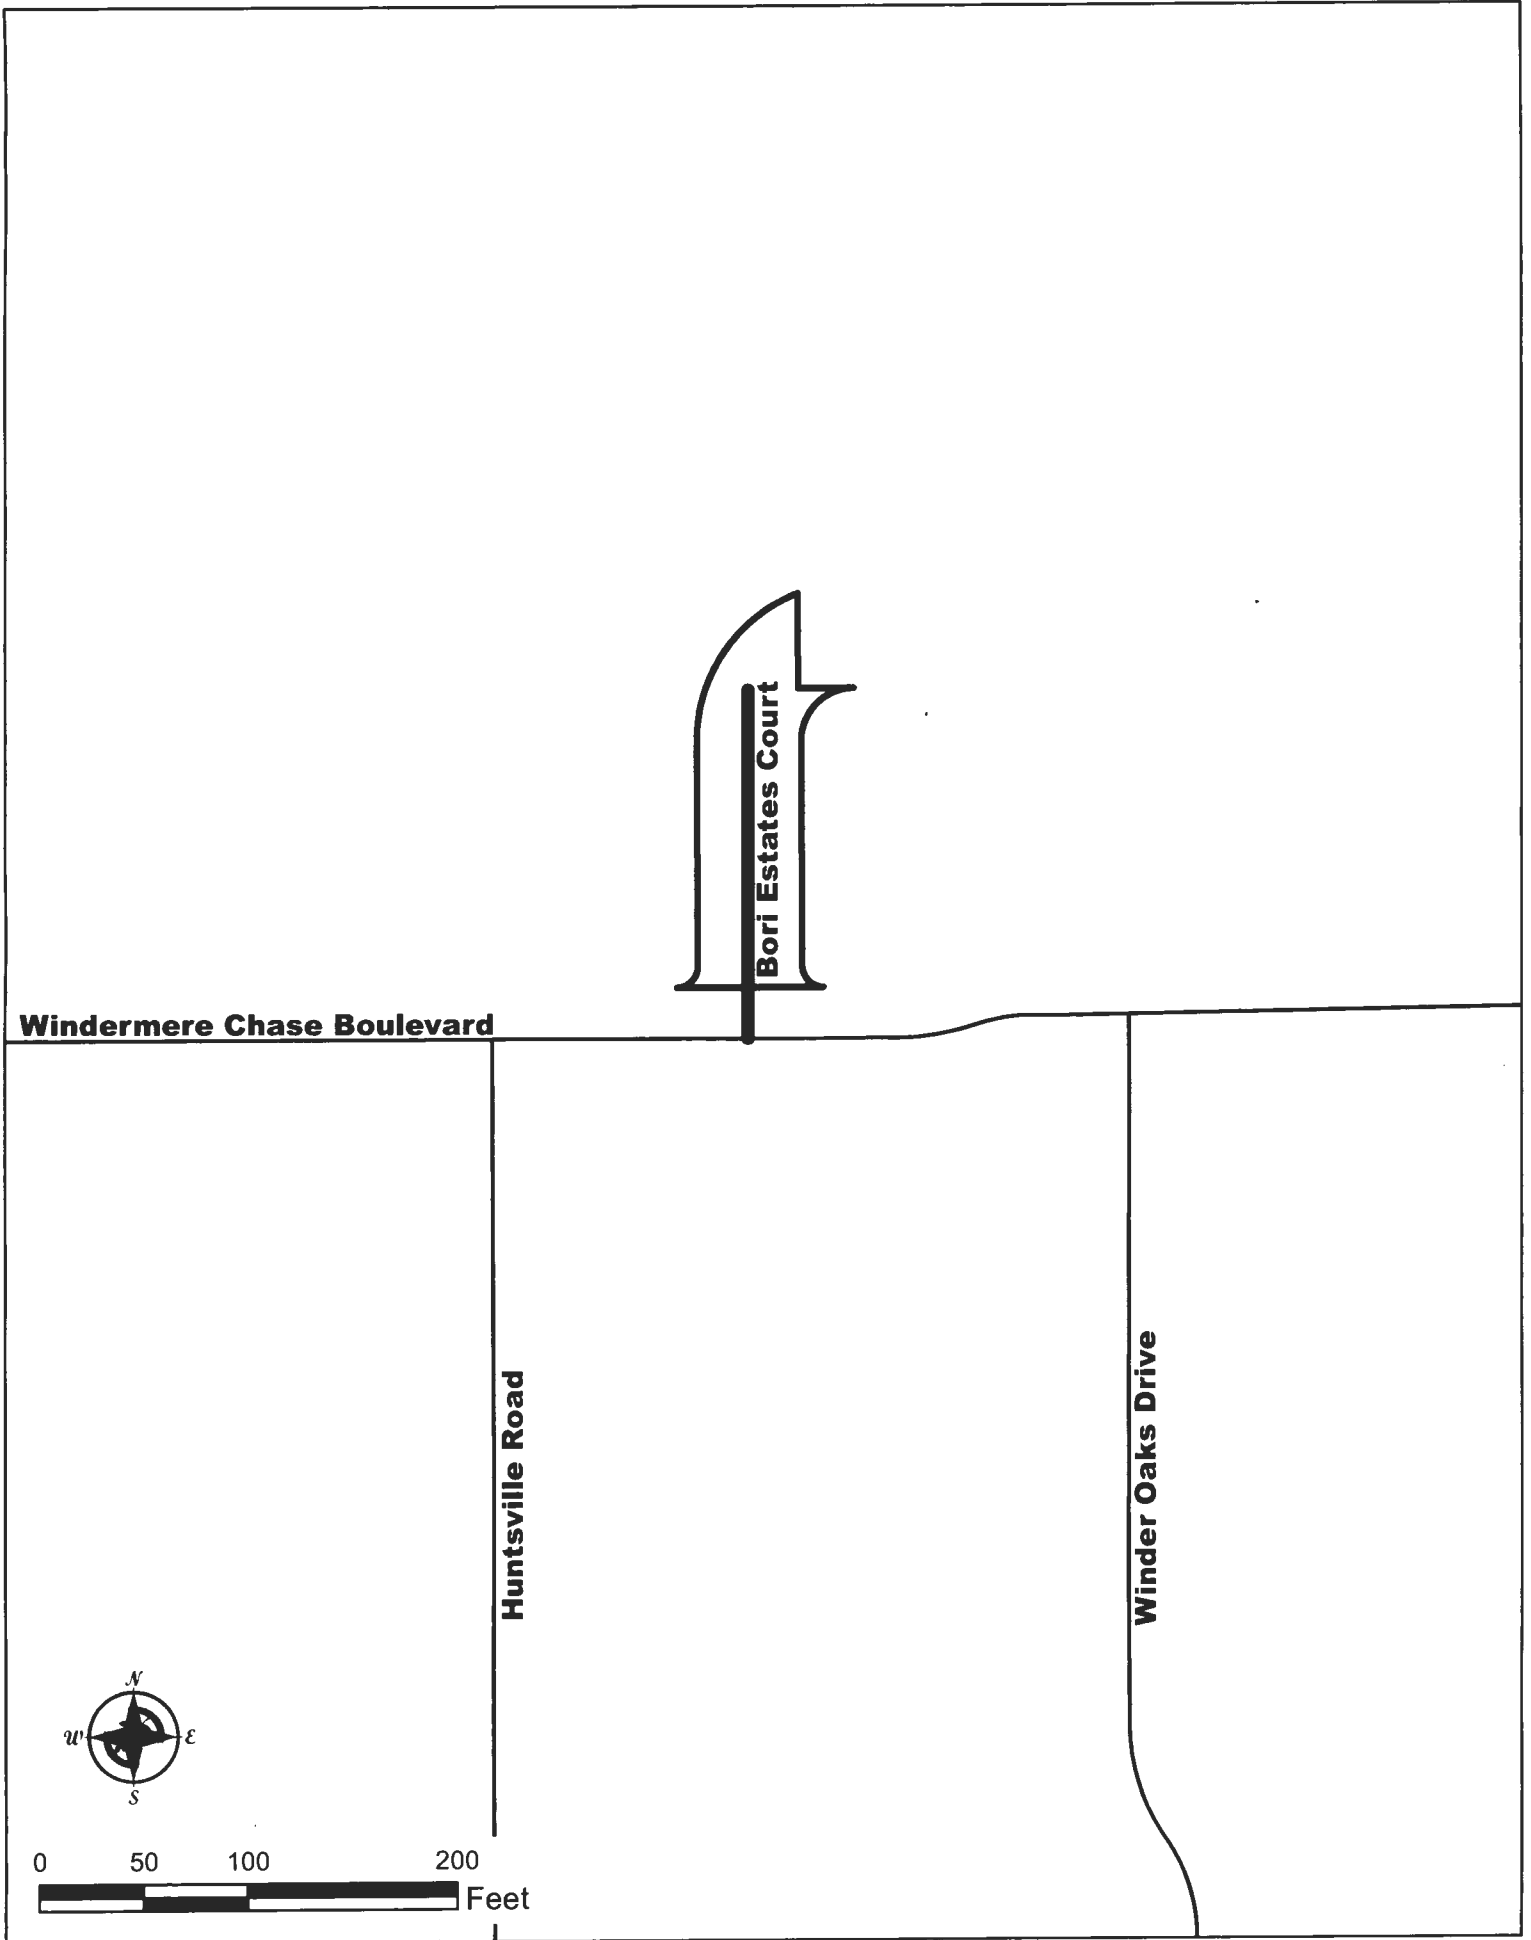 Bori Estates Court
Windermere Chase Boulevard
Huntsville Road
Winder Oaks Drive
N
W E
S
0 50 100 200
Feet